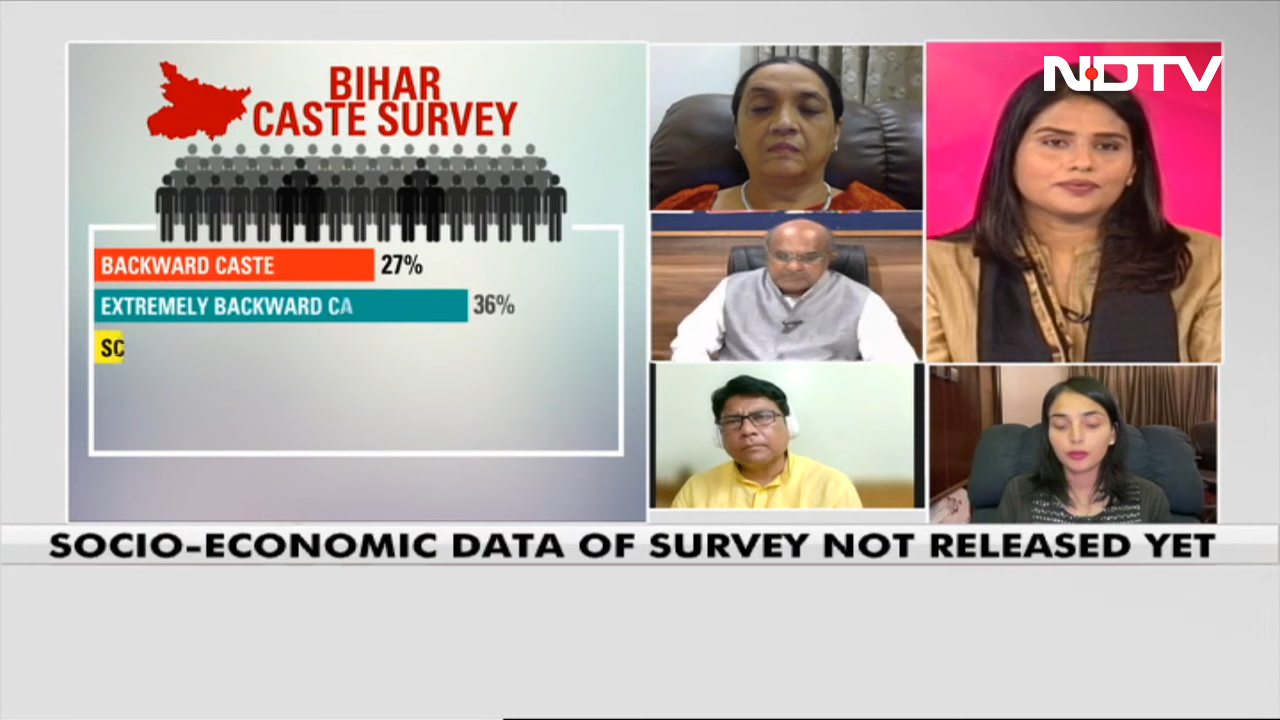 NDTV
BIHAR
CASTE SURVEY
BACKWARD CASTE 27%
EXTREMELY BACKWARD CA 36%
SC
SOCIO-ECONOMIC DATA OF SURVEY NOT RELEASED YET